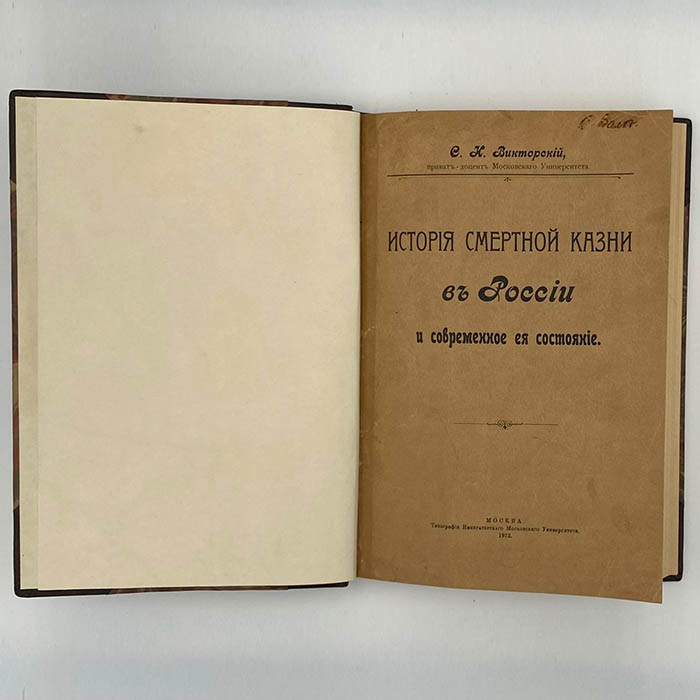 С. К. Викторскій,
приватъ-доцентъ Московскаго Университета.
ИСТОРІЯ СМЕРТНОЙ КАЗНИ
въ Россіи
и современное ея состояніе.
МОСКВА
Типографія Императорскаго Московскаго Университета.
1912.